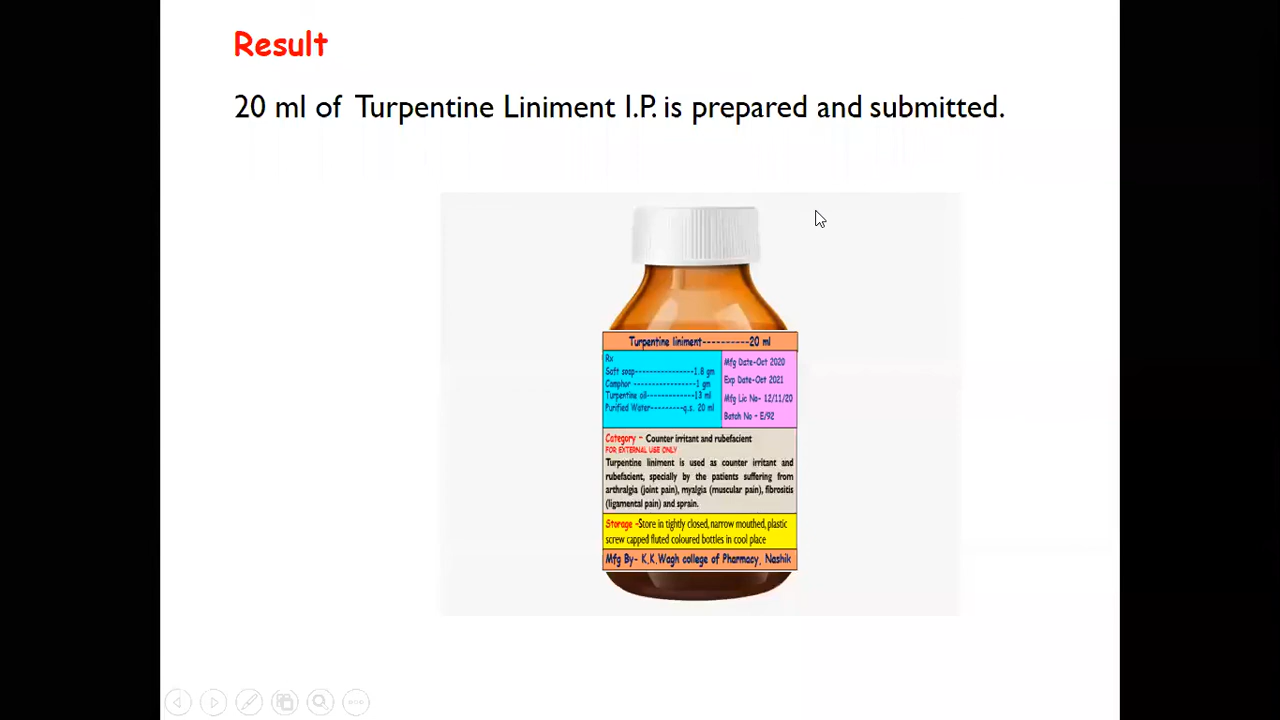 Result
20 ml of Turpentine Liniment I.P. is prepared and submitted.
Turpentine liniment----------20 ml
Rx
Soft soap----------------1.8 gm
Camphor -----------------1 gm
Turpentine oil-------------13 ml
Purified Water---------q.s. 20 ml
Mfg Date-Oct 2020
Exp Date-Oct 2021
Mfg Lic No- 12/11/20
Batch No - E/92
Category - Counter irritant and rubefacient
FOR EXTERNAL USE ONLY
Turpentine liniment is used as counter irritant and
rubefacient, specially by the patients suffering from
arthralgia (joint pain), myalgia (muscular pain), fibrositis
(ligamental pain) and sprain.
Storage -Store in tightly closed, narrow mouthed, plastic
screw capped fluted coloured bottles in cool place
Mfg By- K.K.Wagh college of Pharmacy, Nashik